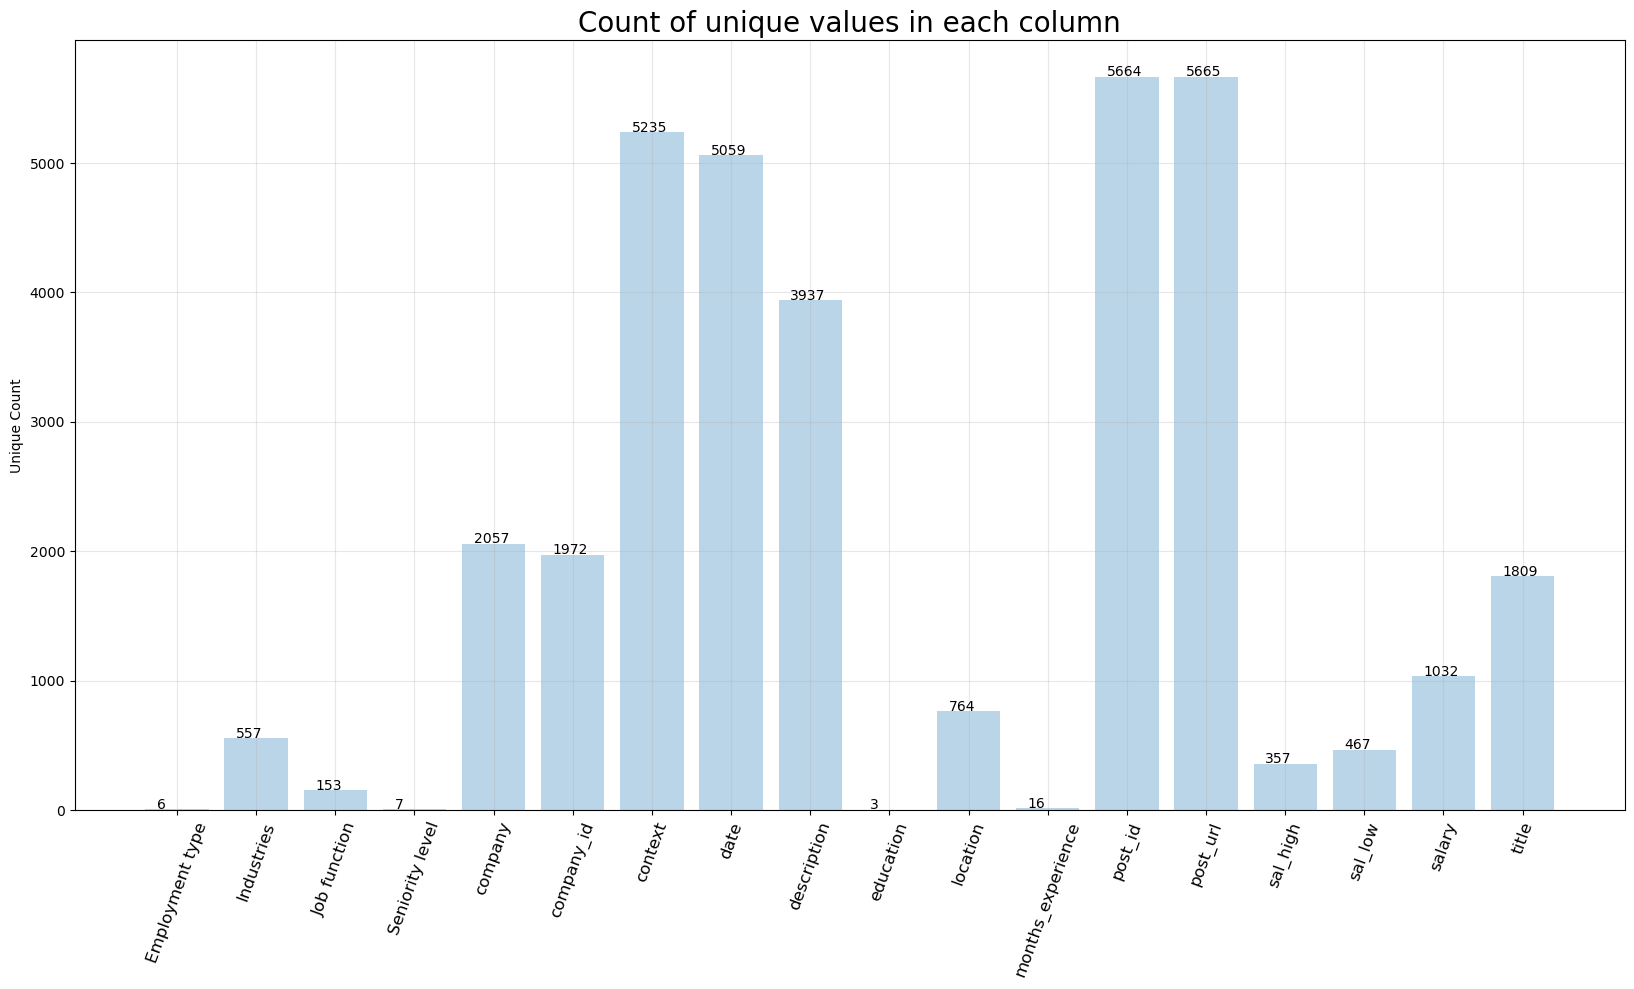 Count of unique values in each column
Unique Count
5000
4000
3000
2000
1000
0
6
557
153
7
2057
1972
5235
5059
3937
3
764
16
5664
5665
357
467
1032
1809
Employment type
Industries
Job function
Seniority level
company
company_id
context
date
description
education
location
months_experience
post_id
post_url
sal_high
sal_low
salary
title